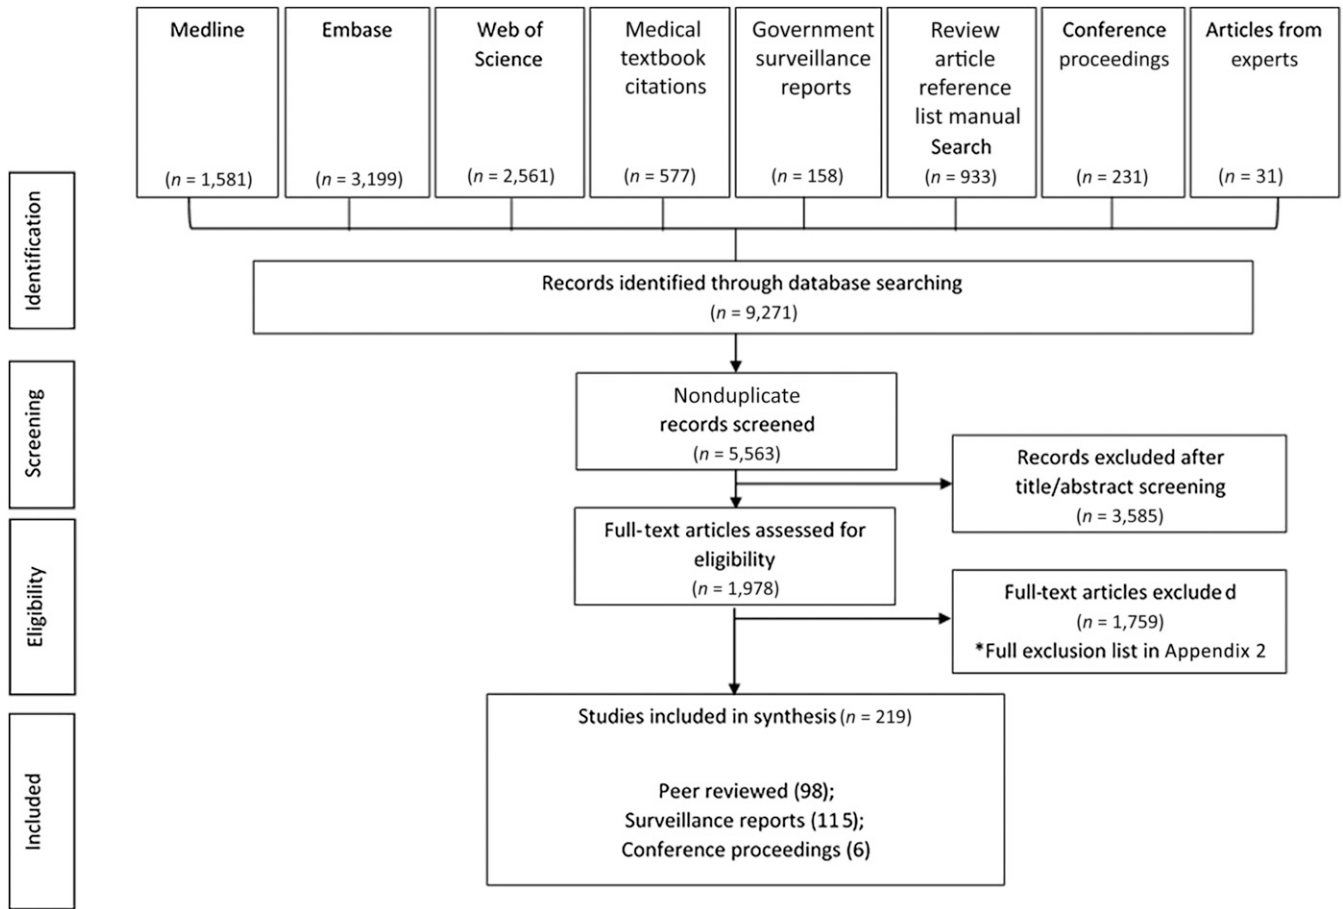 Medline
(n = 1,581)
Embase
(n = 3,199)
Web of
Science
(n = 2,561)
Medical
textbook
citations
(n = 577)
Government
surveillance
reports
(n = 158)
Review
article
reference
list manual
Search
(n = 933)
Conference
proceedings
(n = 231)
Articles from
experts
(n = 31)
Identification
Records identified through database searching
(n = 9,271)
Screening
Nonduplicate
records screened
(n = 5,563)
Records excluded after
title/abstract screening
(n = 3,585)
Eligibility
Full-text articles assessed for
eligibility
(n = 1,978)
Full-text articles excluded
(n = 1,759)
*Full exclusion list in Appendix 2
Included
Studies included in synthesis (n = 219)
Peer reviewed (98);
Surveillance reports (115);
Conference proceedings (6)